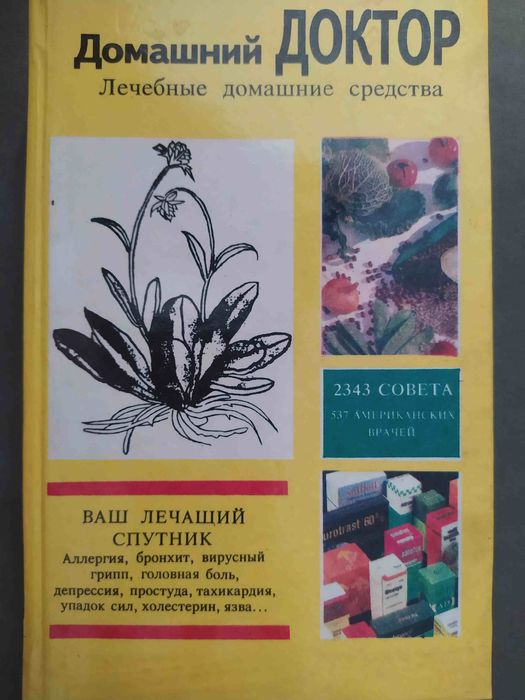 Домашний ДОКТОР
Лечебные домашние средства
2343 СОВЕТА
537 АМЕРИКАНСКИХ
ВРАЧЕЙ
ВАШ ЛЕЧАЩИЙ
СПУТНИК
Аллергия, бронхит, вирусный
грипп, головная боль,
депрессия, простуда, тахикардия,
упадок сил, холестерин, язва...